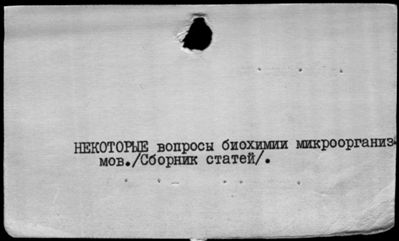 НЕКОТОРЫЕ вопросы биохимии микроорганиз-
мов./Сборник статей/.